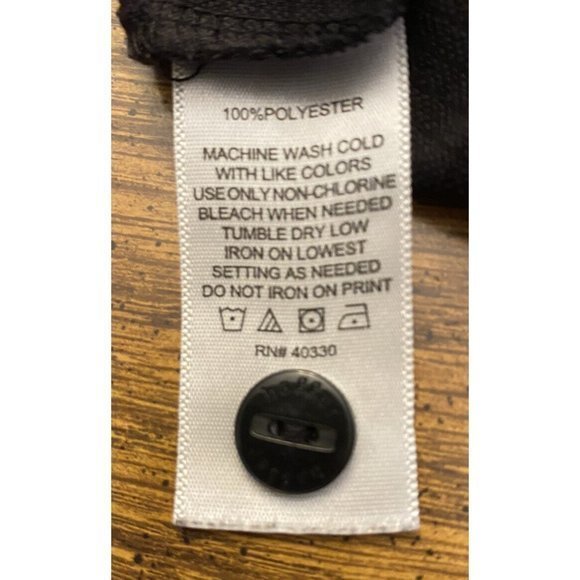 100%POLYESTER
MACHINE WASH COLD
WITH LIKE COLORS
USE ONLY NON-CHLORINE
BLEACH WHEN NEEDED
TUMBLE DRY LOW
IRON ON LOWEST
SETTING AS NEEDED
DO NOT IRON ON PRINT
RN# 40330